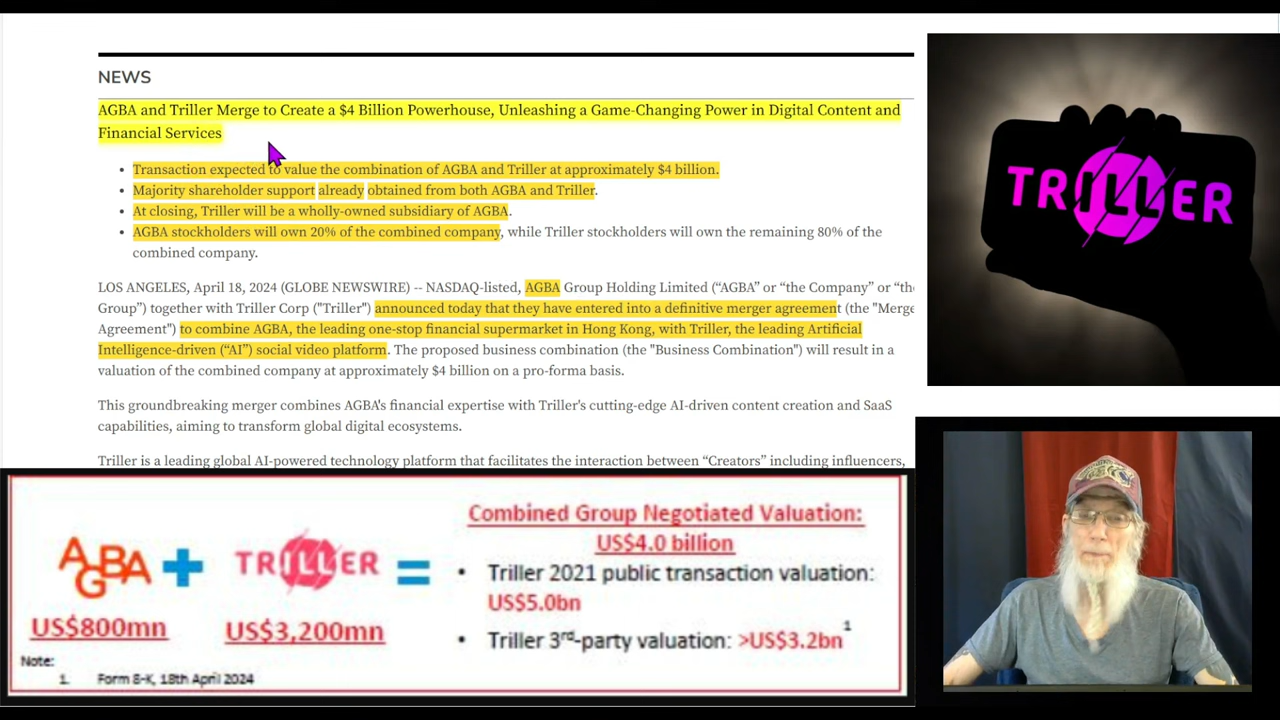 NEWS
AGBA and Triller Merge to Create a $4 Billion Powerhouse, Unleashing a Game-Changing Power in Digital Content and
Financial Services
• Transaction expected to value the combination of AGBA and Triller at approximately $4 billion.
• Majority shareholder support already obtained from both AGBA and Triller.
• At closing, Triller will be a wholly-owned subsidiary of AGBA.
• AGBA stockholders will own 20% of the combined company, while Triller stockholders will own the remaining 80% of the
combined company.
LOS ANGELES, April 18, 2024 (GLOBE NEWSWIRE) -- NASDAQ-listed, AGBA Group Holding Limited (“AGBA” or “the Company” or “the
Group”) together with Triller Corp ("Triller") announced today that they have entered into a definitive merger agreement (the "Merge
Agreement") to combine AGBA, the leading one-stop financial supermarket in Hong Kong, with Triller, the leading Artificial
Intelligence-driven (“AI”) social video platform. The proposed business combination (the "Business Combination") will result in a
valuation of the combined company at approximately $4 billion on a pro-forma basis.
This groundbreaking merger combines AGBA's financial expertise with Triller's cutting-edge AI-driven content creation and SaaS
capabilities, aiming to transform global digital ecosystems.
Triller is a leading global AI-powered technology platform that facilitates the interaction between “Creators” including influencers,
TRILLER
AGBA + TRILLER =
US$800mn US$3,200mn
Combined Group Negotiated Valuation:
US$4.0 billion
• Triller 2021 public transaction valuation:
US$5.0bn
• Triller 3rd-party valuation: >US$3.2bn1
Note:
1. Form 8-K, 18th April 2024